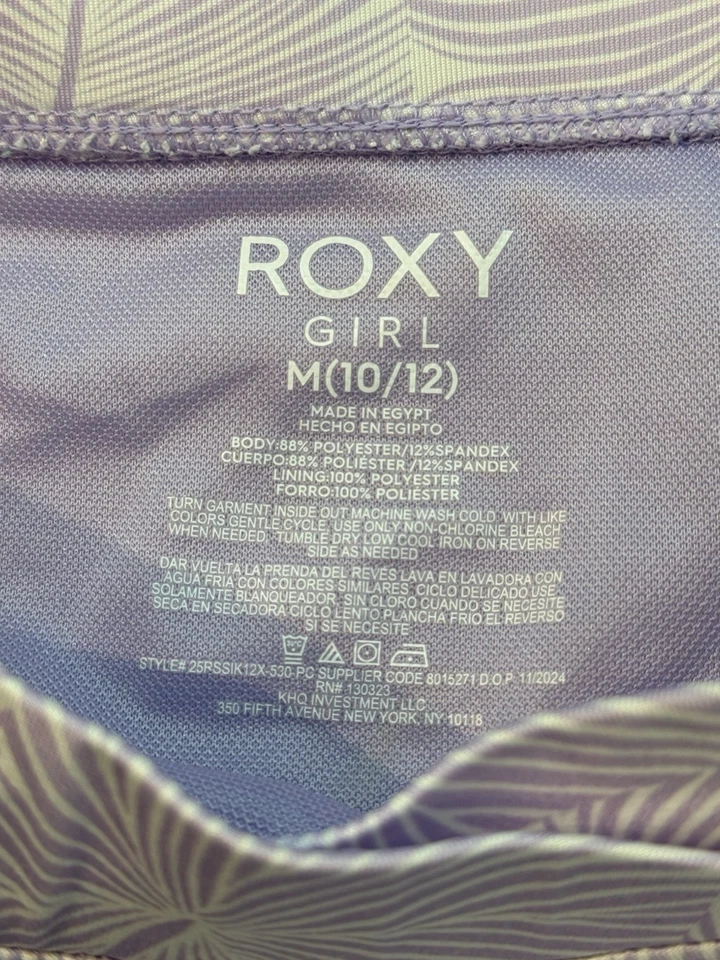 ROXY
GIRL
M(10/12)
MADE IN EGYPT
HECHO EN EGIPTO
BODY:88% POLYESTER/12%SPANDEX
CUERPO:88% POLIÉSTER /12%SPANDEX
LINING:100% POLYESTER
FORRO:100% POLIÉSTER
TURN GARMENT INSIDE OUT MACHINE WASH COLD, WITH LIKE
COLORS GENTLE CYCLE, USE ONLY NON-CHLORINE BLEACH
WHEN NEEDED, TUMBLE DRY LOW COOL IRON ON REVERSE
SIDE AS NEEDED
DAR VUELTA LA PRENDA DEL REVES LAVA EN LAVADORA CON
AGUA FRIA CON COLORES SIMILARES, CICLO DELICADO USE
SOLAMENTE BLANQUEADOR, SIN CLORO CUANDO SE NECESITE
SECA EN SECADORA CICLO LENTO PLANCHA FRIO EL REVERSO
SI SE NECESITE
STYLE# 25RSSIK12X-530-PC SUPPLIER CODE 8015271 D.O.P. 11/2024
RN# 130323
KHQ INVESTMENT LLC
350 FIFTH AVENUE NEW YORK, NY 10118